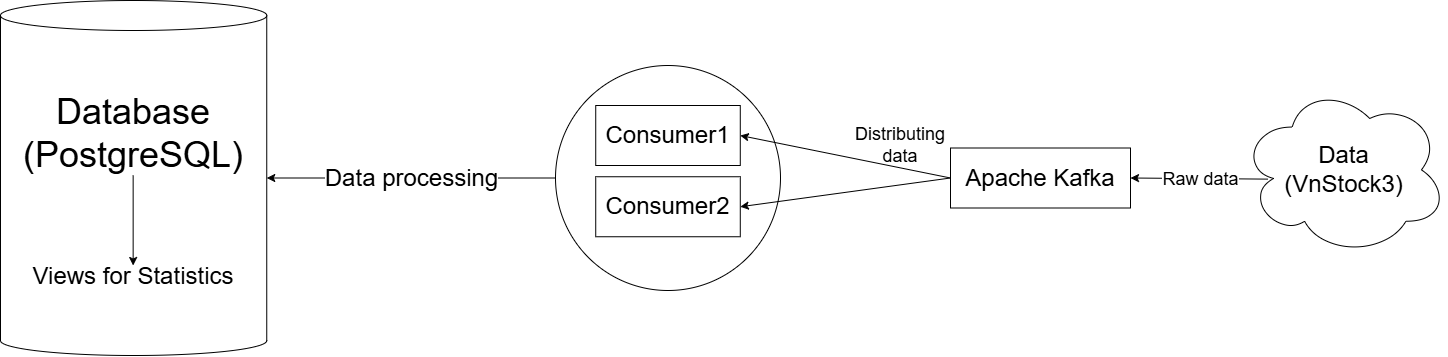 Database
(PostgreSQL)
Views for Statistics
Data processing
Consumer1
Consumer2
Distributing
data
Apache Kafka
Raw data
Data
(VnStock3)